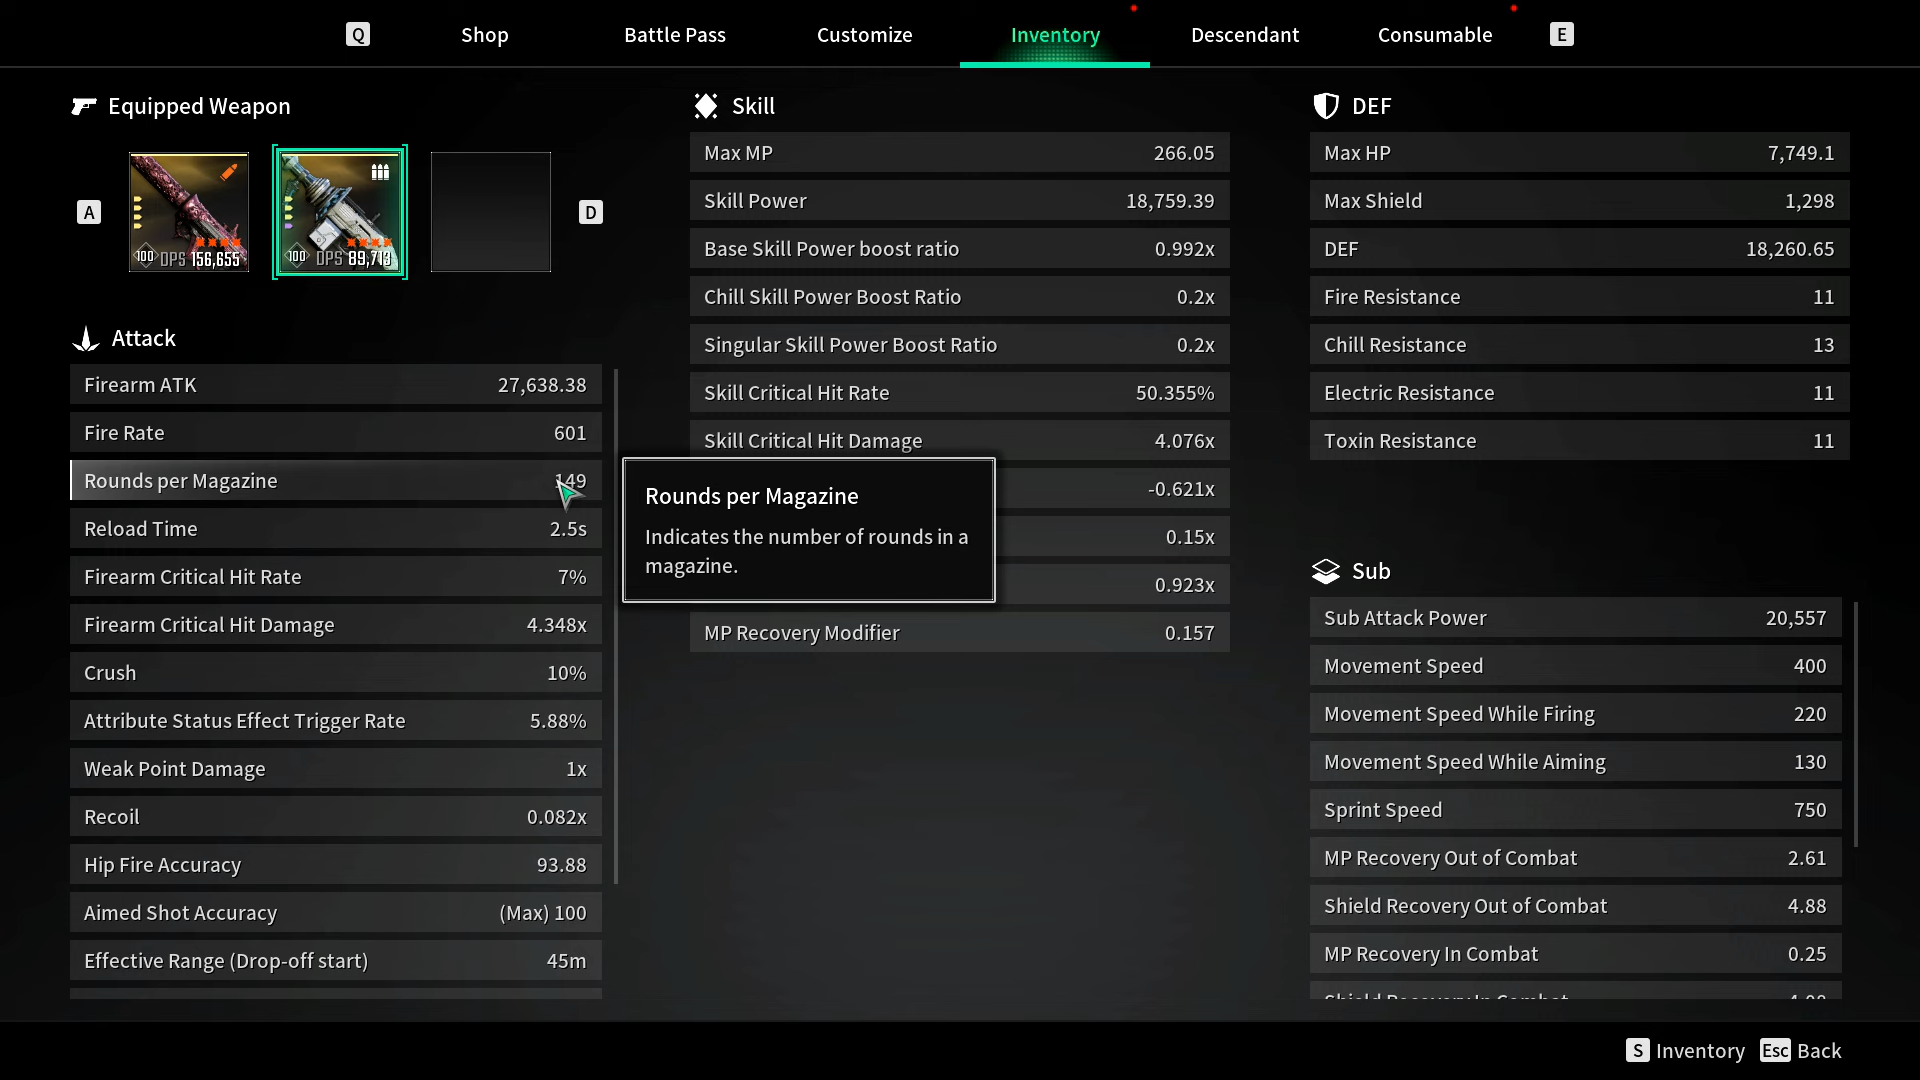 Q Shop Battle Pass Customize Inventory Descendant Consumable E
Equipped Weapon
A
100 DPS 156,655
100 DPS 89,713
D
Attack
Firearm ATK 27,638.38
Fire Rate 601
Rounds per Magazine 149
Reload Time 2.5s
Firearm Critical Hit Rate 7%
Firearm Critical Hit Damage 4.348x
Crush 10%
Attribute Status Effect Trigger Rate 5.88%
Weak Point Damage 1x
Recoil 0.082x
Hip Fire Accuracy 93.88
Aimed Shot Accuracy (Max) 100
Effective Range (Drop-off start) 45m
Skill
Max MP 266.05
Skill Power 18,759.39
Base Skill Power boost ratio 0.992x
Chill Skill Power Boost Ratio 0.2x
Singular Skill Power Boost Ratio 0.2x
Skill Critical Hit Rate 50.355%
Skill Critical Hit Damage 4.076x
-0.621x
0.15x
0.923x
MP Recovery Modifier 0.157
Rounds per Magazine
Indicates the number of rounds in a
magazine.
DEF
Max HP 7,749.1
Max Shield 1,298
DEF 18,260.65
Fire Resistance 11
Chill Resistance 13
Electric Resistance 11
Toxin Resistance 11
Sub
Sub Attack Power 20,557
Movement Speed 400
Movement Speed While Firing 220
Movement Speed While Aiming 130
Sprint Speed 750
MP Recovery Out of Combat 2.61
Shield Recovery Out of Combat 4.88
MP Recovery In Combat 0.25
Shield Recovery In Combat
S Inventory Esc Back